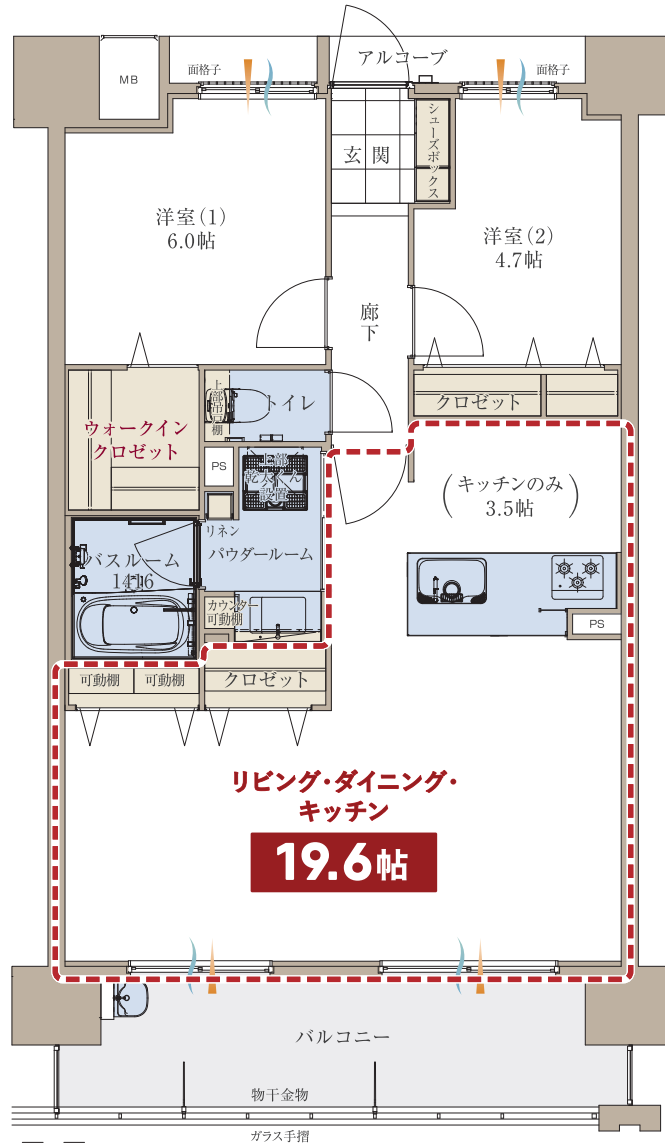 アルコーブ
面格子
面格子
MB
シューズボックス
玄関
洋室(1)
6.0帖
洋室(2)
4.7帖
廊下
上部吊戸棚
トイレ
クロゼット
ウォークイン
クロゼット
PS
上部
乾太くん
設置
(キッチンのみ)
3.5帖
リネン
パウダールーム
バスルーム
1416
カウンター
可動棚
PS
可動棚
可動棚
クロゼット
リビング・ダイニング・
キッチン
19.6帖
バルコニー
物干金物
ガラス手摺